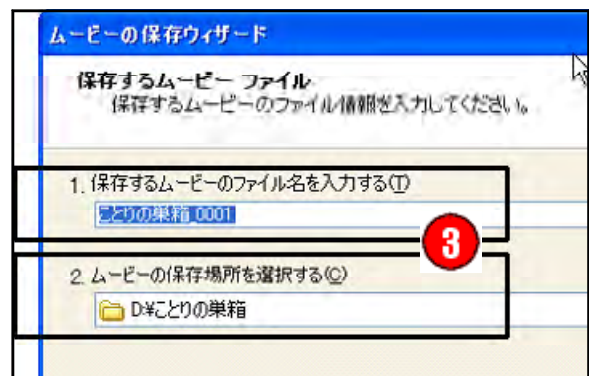 ムービーの保存ウィザード
保存するムービー ファイル
保存するムービーのファイル情報を入力してください。
1. 保存するムービーのファイル名を入力する(T)
ことりの巣箱_0001
3
2. ムービーの保存場所を選択する(C)
D:¥ことりの巣箱